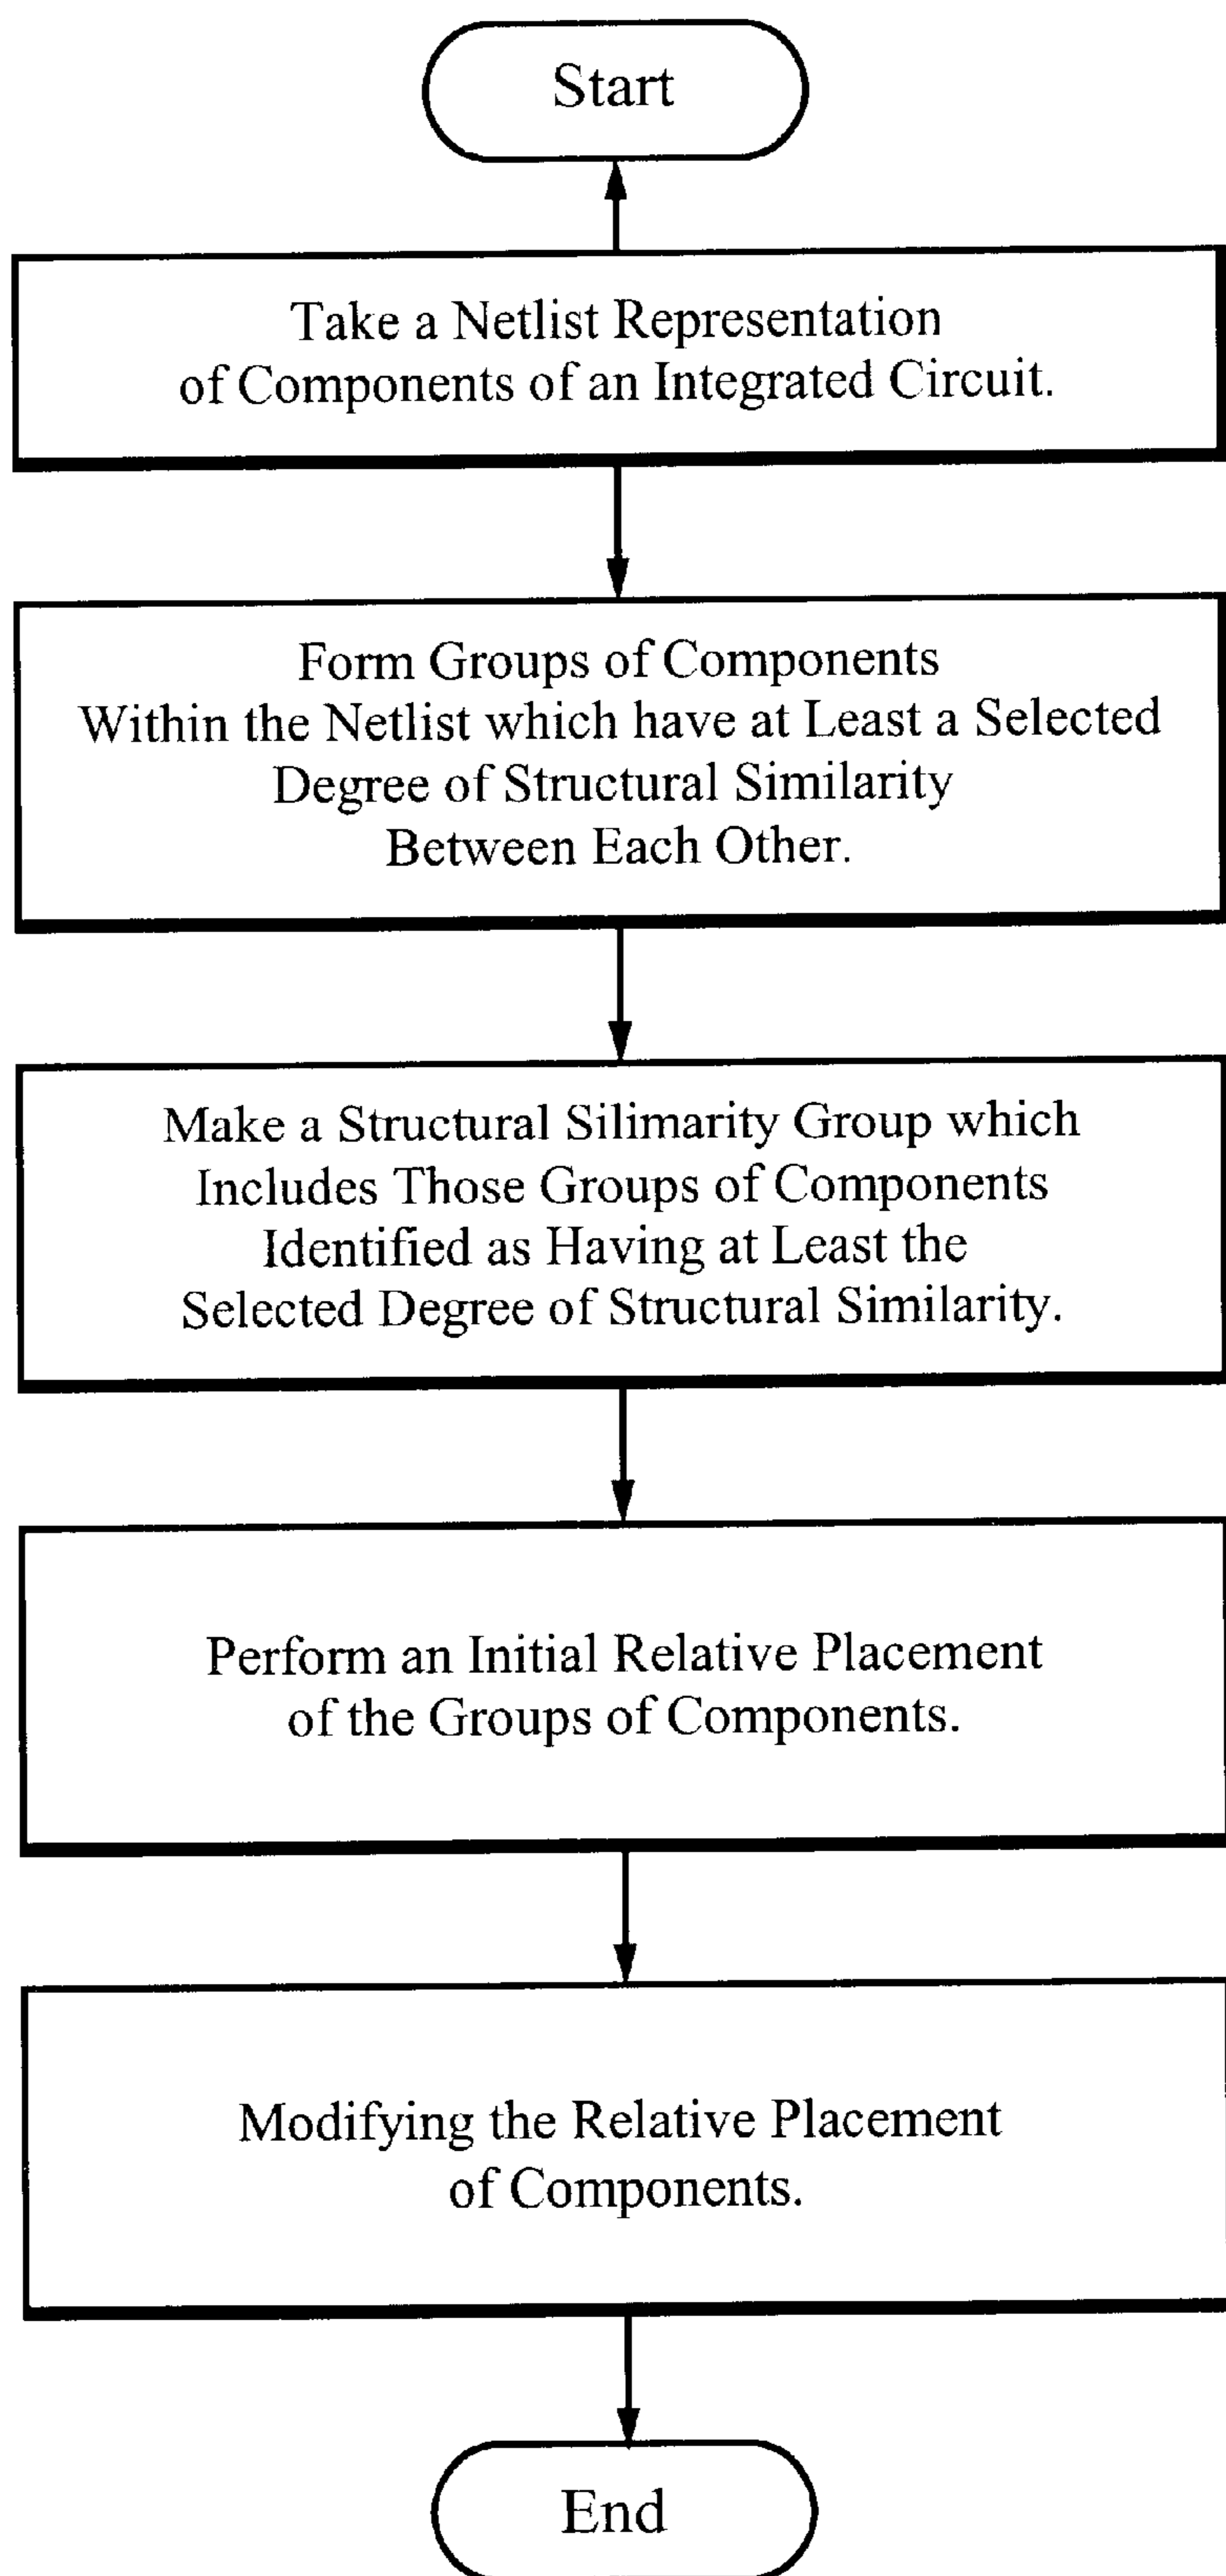 Start
Take a Netlist Representation
of Components of an Integrated Circuit.
Form Groups of Components
Within the Netlist which have at Least a Selected
Degree of Structural Similarity
Between Each Other.
Make a Structural Silimarity Group which
Includes Those Groups of Components
Identified as Having at Least the
Selected Degree of Structural Similarity.
Perform an Initial Relative Placement
of the Groups of Components.
Modifying the Relative Placement
of Components.
End